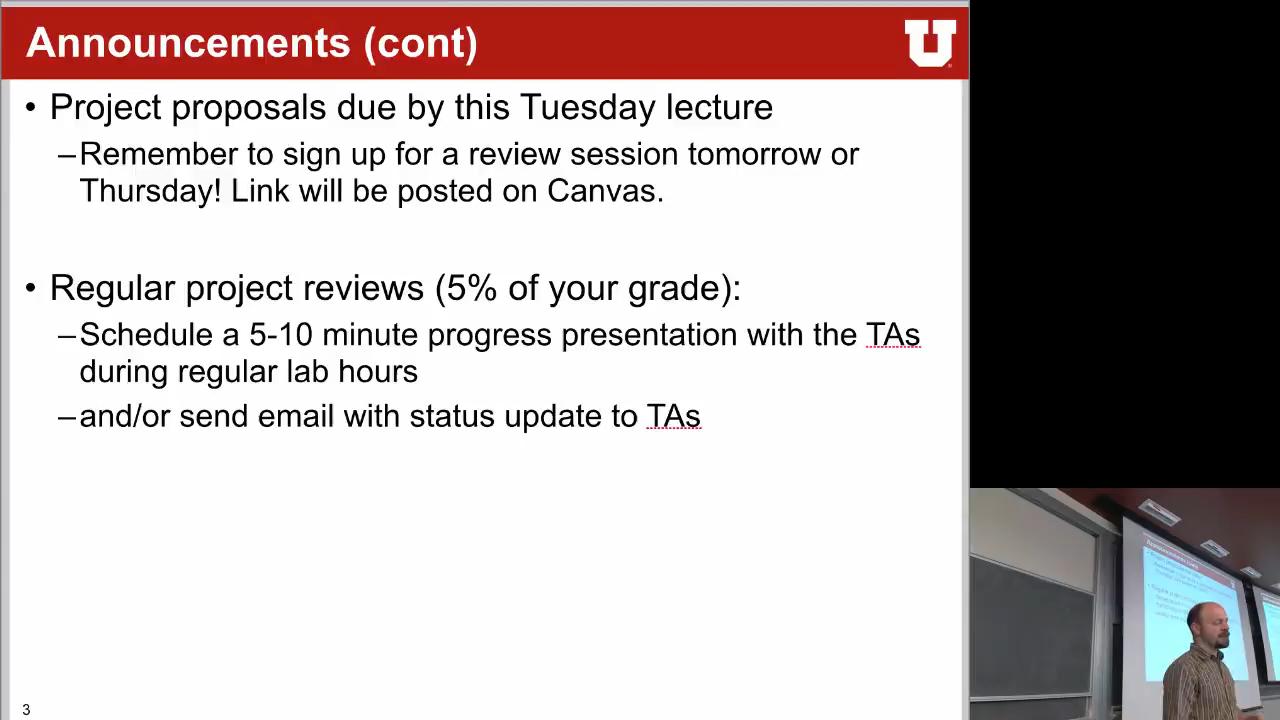 Announcements (cont)
U
• Project proposals due by this Tuesday lecture
–Remember to sign up for a review session tomorrow or
Thursday! Link will be posted on Canvas.
• Regular project reviews (5% of your grade):
–Schedule a 5-10 minute progress presentation with the TAs
during regular lab hours
–and/or send email with status update to TAs
3
Announcements (cont)